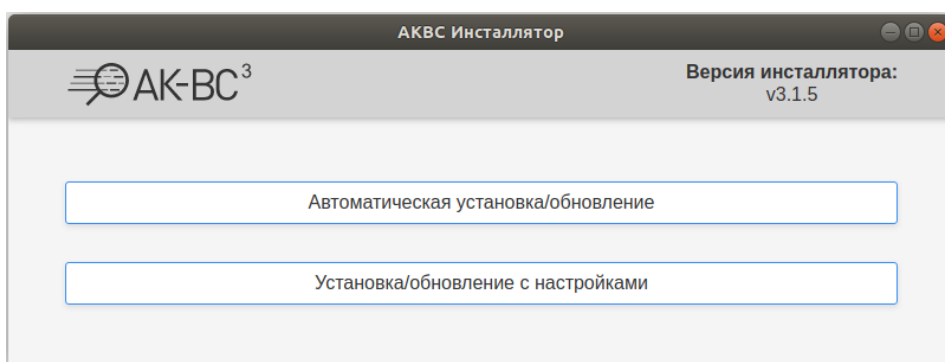 АКВС Инсталлятор
АК-ВС³
Версия инсталлятора:
v3.1.5
Автоматическая установка/обновление
Установка/обновление с настройками